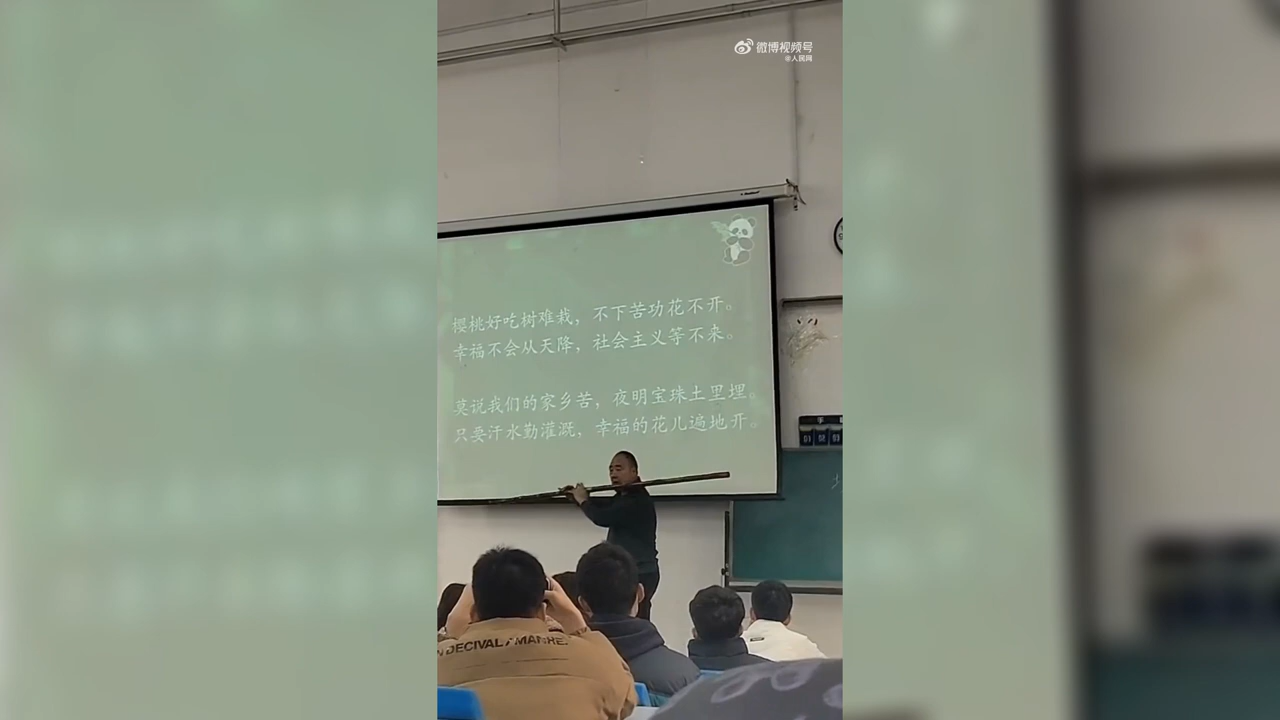 微博视频号
@人民网
樱桃好吃树难栽，不下苦功花不开。
幸福不会从天降，社会主义等不来。
莫说我们的家乡苦，夜明宝珠土里埋。
只要汗水勤灌溉，幸福的花儿遍地开。
01 02 03